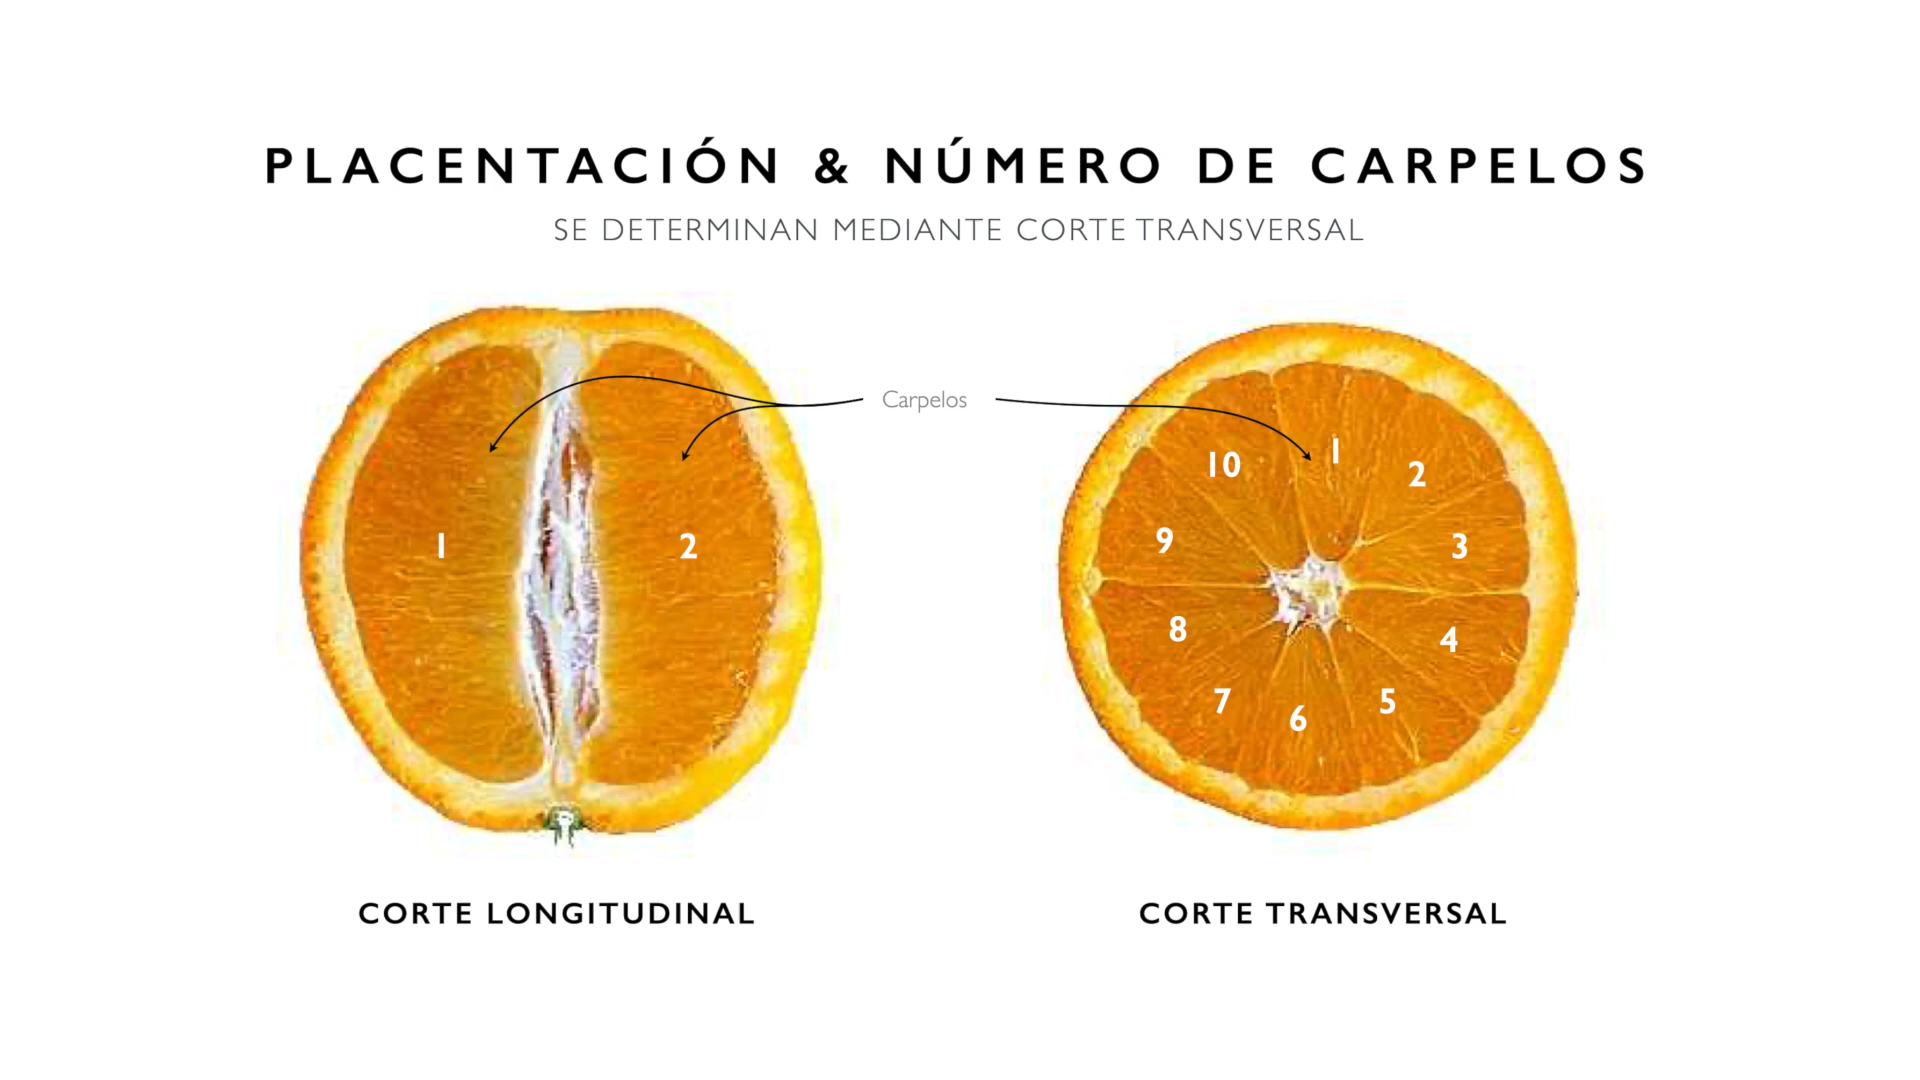 PLACENTACIÓN & NÚMERO DE CARPELOS
SE DETERMINAN MEDIANTE CORTE TRANSVERSAL
Carpelos
1
2
10
1
2
9
3
8
4
7
6
5
CORTE LONGITUDINAL
CORTE TRANSVERSAL